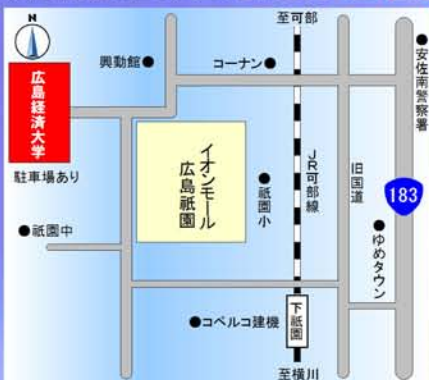 N
至可部
興動館●
コーナン●
●安佐南警察署
広島経済大学
駐車場あり
イオンモール
広島祇園
●祇園小
JR可部線
旧国道
183
●ゆめタウン
●祇園中
●コベルコ建機
下祇園
至横川